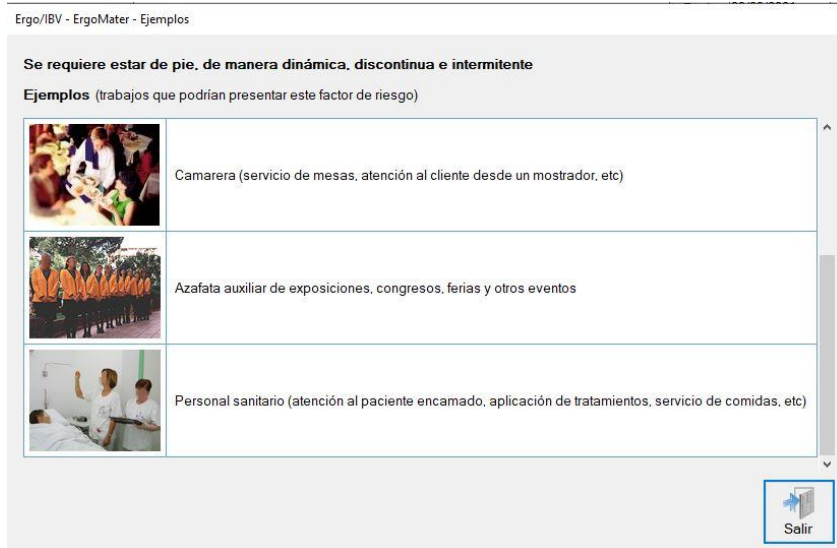 Ergo/IBV - ErgoMater - Ejemplos
Se requiere estar de pie, de manera dinámica, discontinua e intermitente
Ejemplos (trabajos que podrían presentar este factor de riesgo)
Camarera (servicio de mesas, atención al cliente desde un mostrador, etc)
Azafata auxiliar de exposiciones, congresos, ferias y otros eventos
Personal sanitario (atención al paciente encamado, aplicación de tratamientos, servicio de comidas, etc)
Salir